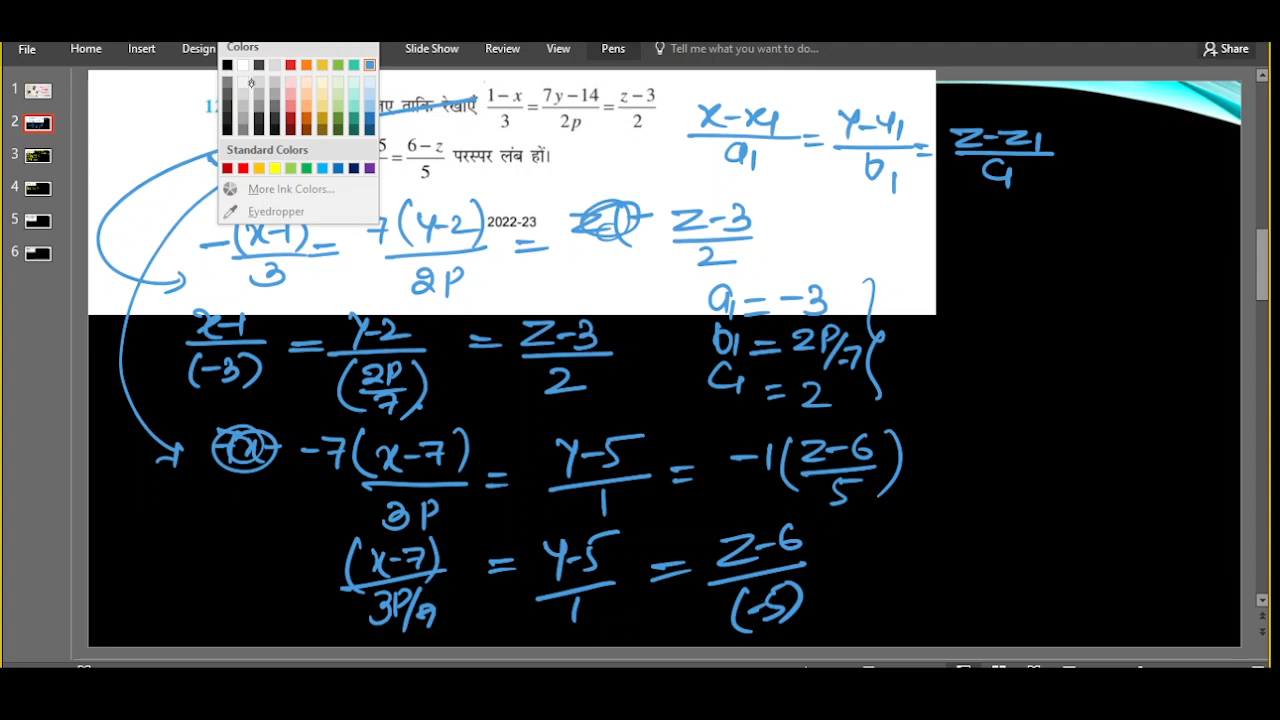 File Home Insert Design Slide Show Review View Pens Tell me what you want to do... Share
Colors
Standard Colors
More Ink Colors...
Eyedropper
1
2
3
4
5
6
ताकि रेखाएँ (1-x)/3 = (7y-14)/2p = (z-3)/2
= (6-z)/5 परस्पर लंब हों।
2022-23
(x-x1)/a1 = (y-y1)/b1 = (z-z1)/c1
-(x-1)/3 = 7(y-2)/2p = (z-3)/2
(x-1)/(-3) = (y-2)/(2p/7) = (z-3)/2
a1 = -3
b1 = 2p/7
c1 = 2
-7(x-7)/3p = (y-5)/1 = -1((z-6)/5)
(x-7)/(3p/7) = (y-5)/1 = (z-6)/(-5)